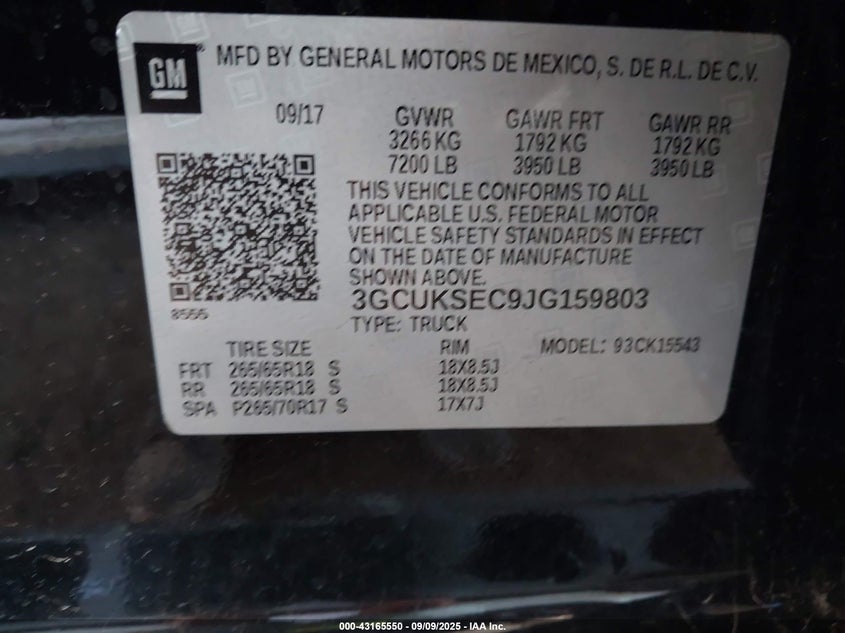 GM
MFD BY GENERAL MOTORS DE MEXICO, S. DE R.L. DE C.V.
09/17 GVWR GAWR FRT GAWR RR
3266 KG 1792 KG 1792 KG
7200 LB 3950 LB 3950 LB
THIS VEHICLE CONFORMS TO ALL
APPLICABLE U.S. FEDERAL MOTOR
VEHICLE SAFETY STANDARDS IN EFFECT
ON THE DATE OF MANUFACTURE
SHOWN ABOVE.
3GCUKSEC9JG159803
TYPE: TRUCK
TIRE SIZE RIM MODEL: 93CK15543
FRT 265/65R18 S 18X8.5J
RR 265/65R18 S 18X8.5J
SPA P265/70R17 S 17X7J
000-43165550 - 09/09/2025 - IAA Inc.